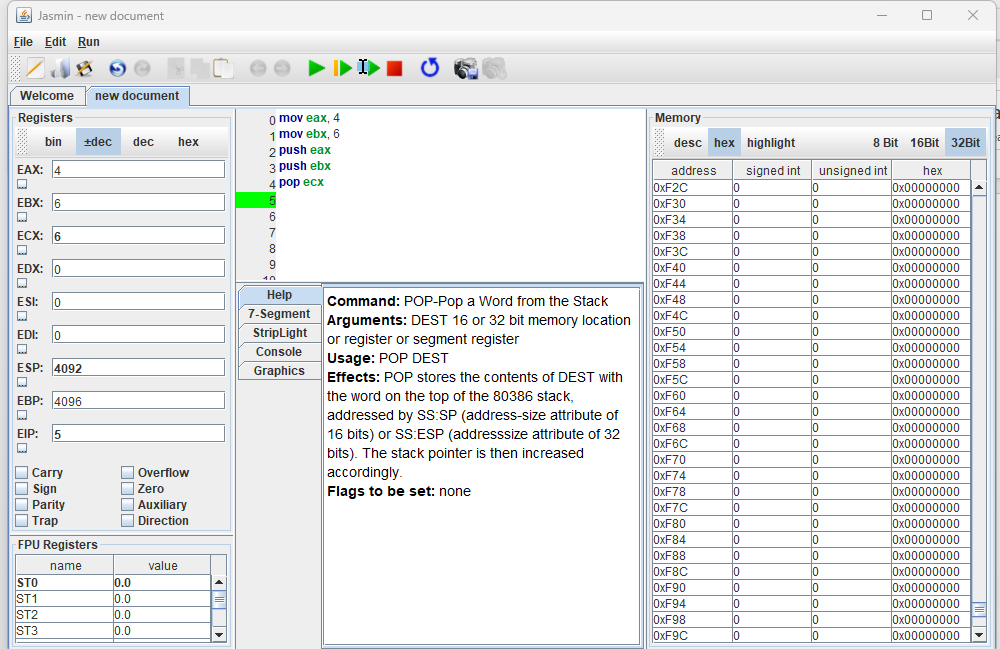 Jasmin - new document
File Edit Run
Welcome new document
Registers
bin ±dec dec hex
EAX: 4
EBX: 6
ECX: 6
EDX: 0
ESI: 0
EDI: 0
ESP: 4092
EBP: 4096
EIP: 5
Carry Overflow
Sign Zero
Parity Auxiliary
Trap Direction
FPU Registers
name value
ST0 0.0
ST1 0.0
ST2 0.0
ST3 0.0
0 mov eax, 4
1 mov ebx, 6
2 push eax
3 push ebx
4 pop ecx
5
6
7
8
9
Help
7-Segment
StripLight
Console
Graphics
Command: POP-Pop a Word from the Stack
Arguments: DEST 16 or 32 bit memory location
or register or segment register
Usage: POP DEST
Effects: POP stores the contents of DEST with
the word on the top of the 80386 stack,
addressed by SS:SP (address-size attribute of
16 bits) or SS:ESP (addresssize attribute of 32
bits). The stack pointer is then increased
accordingly.
Flags to be set: none
Memory
desc hex highlight 8 Bit 16Bit 32Bit
address signed int unsigned int hex
0xF2C 0 0 0x00000000
0xF30 0 0 0x00000000
0xF34 0 0 0x00000000
0xF38 0 0 0x00000000
0xF3C 0 0 0x00000000
0xF40 0 0 0x00000000
0xF44 0 0 0x00000000
0xF48 0 0 0x00000000
0xF4C 0 0 0x00000000
0xF50 0 0 0x00000000
0xF54 0 0 0x00000000
0xF58 0 0 0x00000000
0xF5C 0 0 0x00000000
0xF60 0 0 0x00000000
0xF64 0 0 0x00000000
0xF68 0 0 0x00000000
0xF6C 0 0 0x00000000
0xF70 0 0 0x00000000
0xF74 0 0 0x00000000
0xF78 0 0 0x00000000
0xF7C 0 0 0x00000000
0xF80 0 0 0x00000000
0xF84 0 0 0x00000000
0xF88 0 0 0x00000000
0xF8C 0 0 0x00000000
0xF90 0 0 0x00000000
0xF94 0 0 0x00000000
0xF98 0 0 0x00000000
0xF9C 0 0 0x00000000